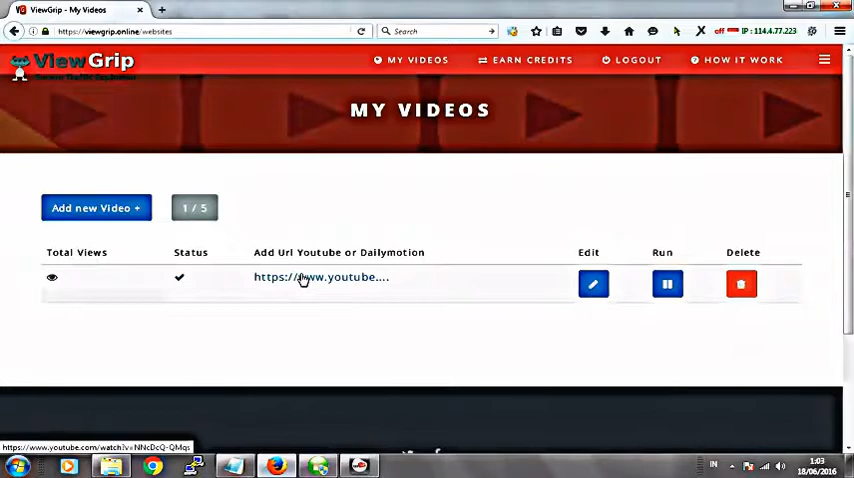 ViewGrip - My Videos
https://viewgrip.online/websites
Search
off IP : 114.4.77.223
ViewGrip
MY VIDEOS
EARN CREDITS
LOGOUT
HOW IT WORK
MY VIDEOS
Add new Video +
1 / 5
Total Views Status Add Url Youtube or Dailymotion Edit Run Delete
https://www.youtube....
https://www.youtube.com/watch?v=NNcDcQ-QMqs
IN
1:03
18/06/2016